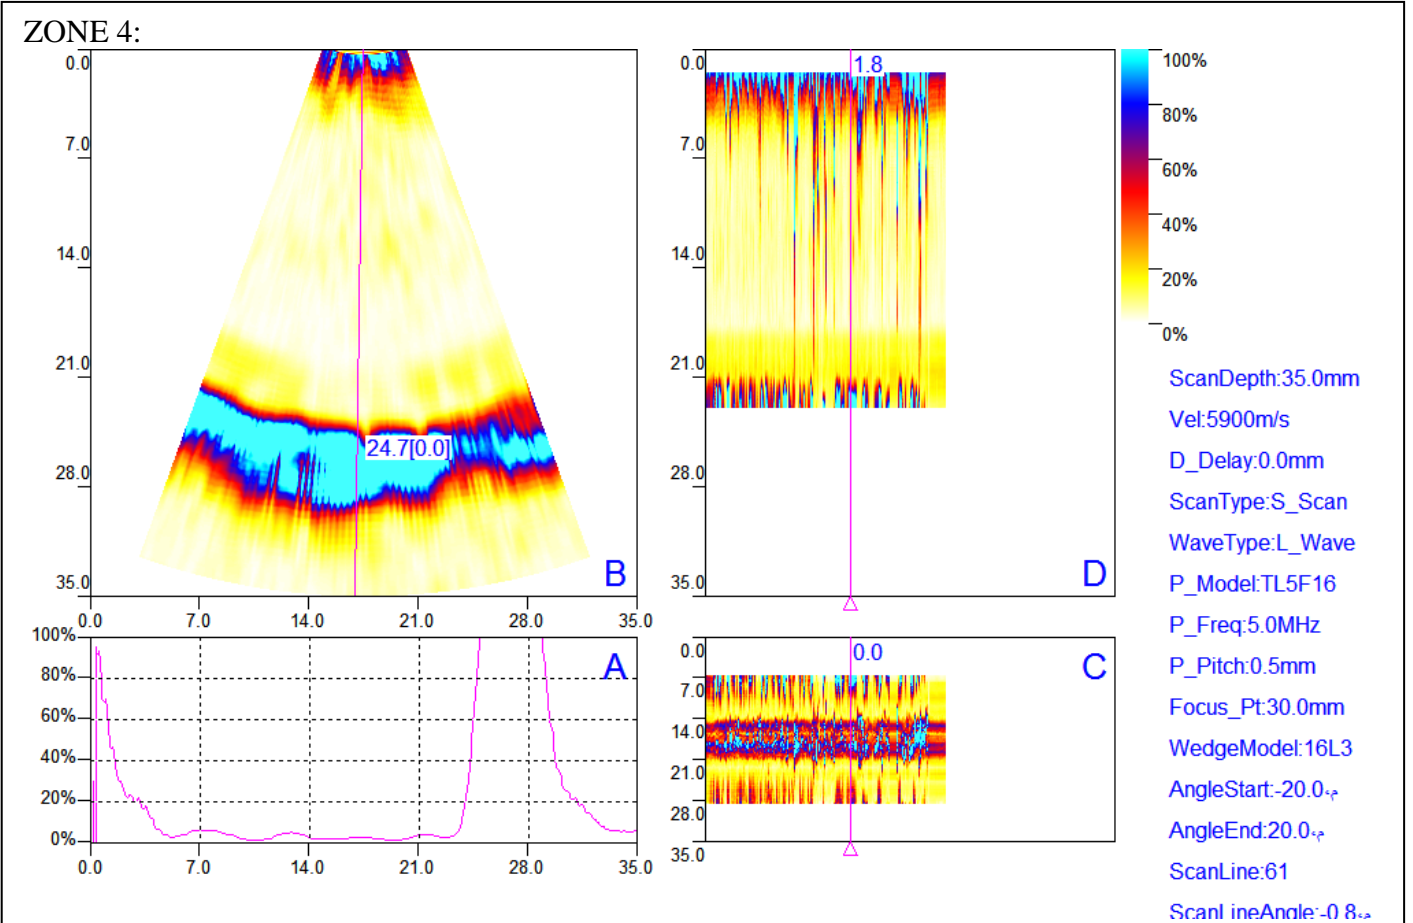 ZONE 4:
0.0
7.0
14.0
21.0
28.0
35.0
0.0 7.0 14.0 21.0 28.0 35.0
24.7[0.0]
B
0.0
7.0
14.0
21.0
28.0
35.0
1.8
D
100%
80%
60%
40%
20%
0%
100%
80%
60%
40%
20%
0%
0.0 7.0 14.0 21.0 28.0 35.0
A
0.0
7.0
14.0
21.0
28.0
35.0
0.0
C
ScanDepth:35.0mm
Vel:5900m/s
D_Delay:0.0mm
ScanType:S_Scan
WaveType:L_Wave
P_Model:TL5F16
P_Freq:5.0MHz
P_Pitch:0.5mm
Focus_Pt:30.0mm
WedgeModel:16L3
AngleStart:-20.0
AngleEnd:20.0
ScanLine:61
ScanLineAngle:-0.8